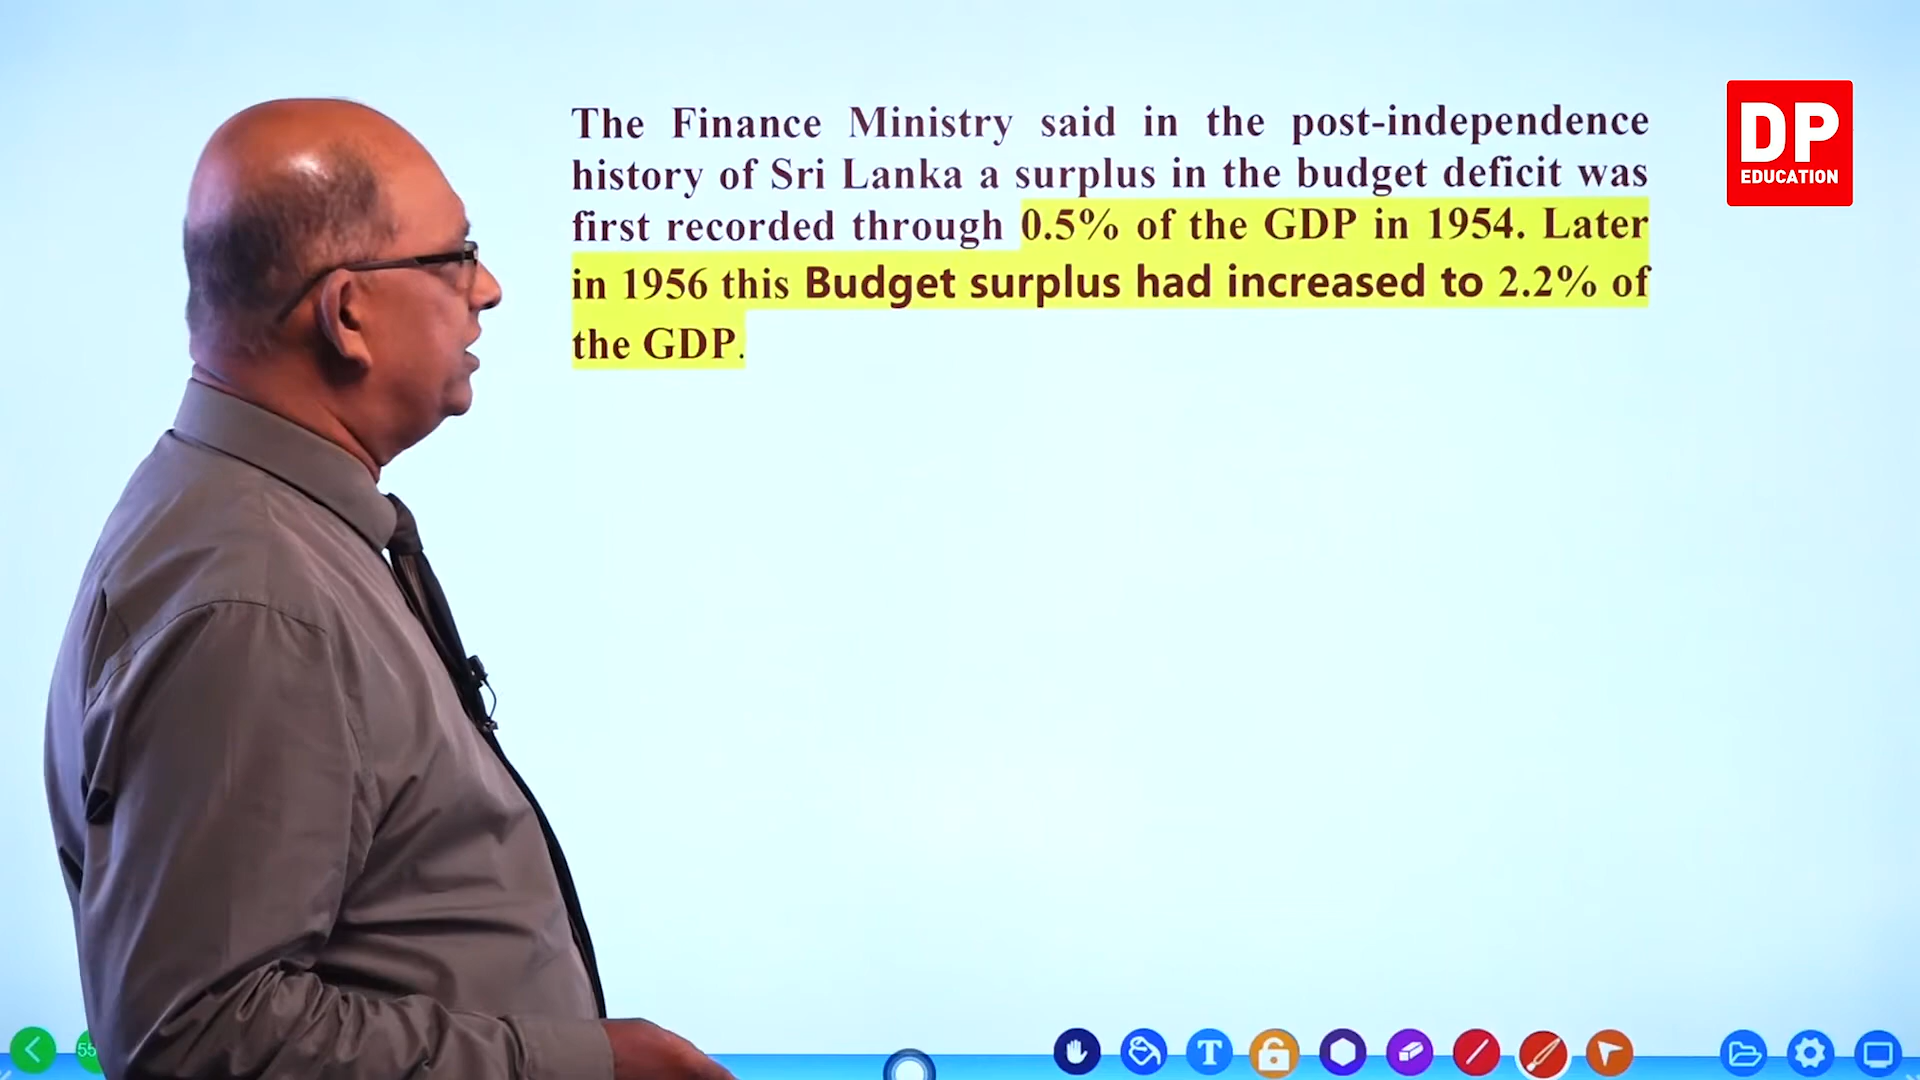 The Finance Ministry said in the post-independence
history of Sri Lanka a surplus in the budget deficit was
first recorded through 0.5% of the GDP in 1954. Later
in 1956 this Budget surplus had increased to 2.2% of
the GDP.
DP
EDUCATION
55
T